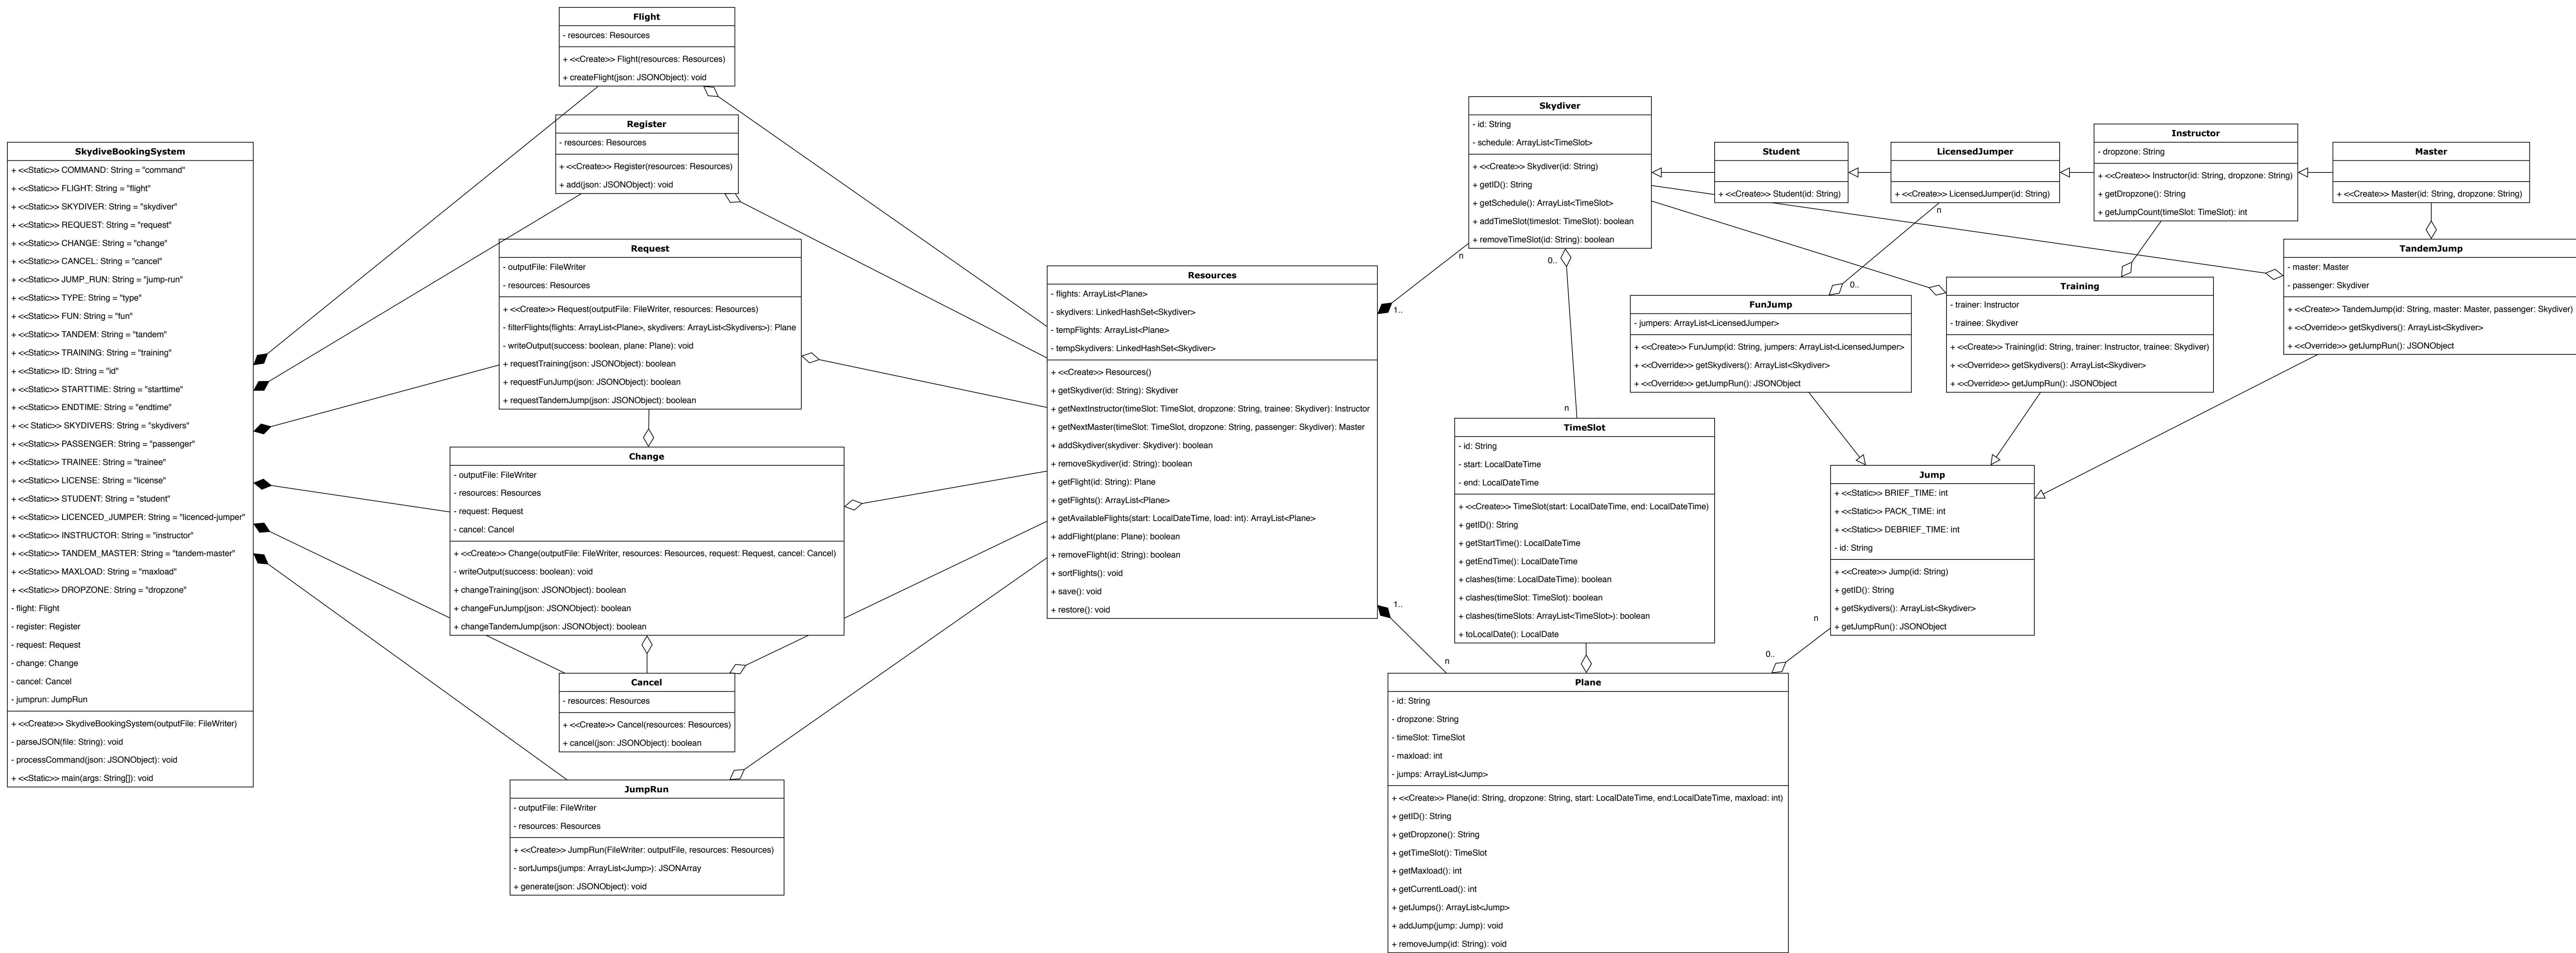 Flight
- resources: Resources
+ <<Create>> Flight(resources: Resources)
+ createFlight(json: JSONObject): void
Register
- resources: Resources
+ <<Create>> Register(resources: Resources)
+ add(json: JSONObject): void
SkydiveBookingSystem
+ <<Static>> COMMAND: String = "command"
+ <<Static>> FLIGHT: String = "flight"
+ <<Static>> SKYDIVER: String = "skydiver"
+ <<Static>> REQUEST: String = "request"
+ <<Static>> CHANGE: String = "change"
+ <<Static>> CANCEL: String = "cancel"
+ <<Static>> JUMP_RUN: String = "jump-run"
+ <<Static>> TYPE: String = "type"
+ <<Static>> FUN: String = "fun"
+ <<Static>> TANDEM: String = "tandem"
+ <<Static>> TRAINING: String = "training"
+ <<Static>> ID: String = "id"
+ <<Static>> STARTTIME: String = "starttime"
+ <<Static>> ENDTIME: String = "endtime"
+ << Static>> SKYDIVERS: String = "skydivers"
+ <<Static>> PASSENGER: String = "passenger"
+ <<Static>> TRAINEE: String = "trainee"
+ <<Static>> LICENSE: String = "license"
+ <<Static>> STUDENT: String = "student"
+ <<Static>> LICENCED_JUMPER: String = "licenced-jumper"
+ <<Static>> INSTRUCTOR: String = "instructor"
+ <<Static>> TANDEM_MASTER: String = "tandem-master"
+ <<Static>> MAXLOAD: String = "maxload"
+ <<Static>> DROPZONE: String = "dropzone"
- flight: Flight
- register: Register
- request: Request
- change: Change
- cancel: Cancel
- jumprun: JumpRun
+ <<Create>> SkydiveBookingSystem(outputFile: FileWriter)
- parseJSON(file: String): void
- processCommand(json: JSONObject): void
+ <<Static>> main(args: String[]): void
Request
- outputFile: FileWriter
- resources: Resources
+ <<Create>> Request(outputFile: FileWriter, resources: Resources)
- filterFlights(flights: ArrayList<Plane>, skydivers: ArrayList<Skydivers>): Plane
- writeOutput(success: boolean, plane: Plane): void
+ requestTraining(json: JSONObject): boolean
+ requestFunJump(json: JSONObject): boolean
+ requestTandemJump(json: JSONObject): boolean
Change
- outputFile: FileWriter
- resources: Resources
- request: Request
- cancel: Cancel
+ <<Create>> Change(outputFile: FileWriter, resources: Resources, request: Request, cancel: Cancel)
- writeOutput(success: boolean): void
+ changeTraining(json: JSONObject): boolean
+ changeFunJump(json: JSONObject): boolean
+ changeTandemJump(json: JSONObject): boolean
Cancel
- resources: Resources
+ <<Create>> Cancel(resources: Resources)
+ cancel(json: JSONObject): boolean
JumpRun
- outputFile: FileWriter
- resources: Resources
+ <<Create>> JumpRun(FileWriter: outputFile, resources: Resources)
- sortJumps(jumps: ArrayList<Jump>): JSONArray
+ generate(json: JSONObject): void
Resources
- flights: ArrayList<Plane>
- skydivers: LinkedHashSet<Skydiver>
- tempFlights: ArrayList<Plane>
- tempSkydivers: LinkedHashSet<Skydiver>
+ <<Create>> Resources()
+ getSkydiver(id: String): Skydiver
+ getNextInstructor(timeSlot: TimeSlot, dropzone: String, trainee: Skydiver): Instructor
+ getNextMaster(timeSlot: TimeSlot, dropzone: String, passenger: Skydiver): Master
+ addSkydiver(skydiver: Skydiver): boolean
+ removeSkydiver(id: String): boolean
+ getFlight(id: String): Plane
+ getFlights(): ArrayList<Plane>
+ getAvailableFlights(start: LocalDateTime, load: int): ArrayList<Plane>
+ addFlight(plane: Plane): boolean
+ removeFlight(id: String): boolean
+ sortFlights(): void
+ save(): void
+ restore(): void
1..
n
1..
n
Skydiver
- id: String
- schedule: ArrayList<TimeSlot>
+ <<Create>> Skydiver(id: String)
+ getID(): String
+ getSchedule(): ArrayList<TimeSlot>
+ addTimeSlot(timeslot: TimeSlot): boolean
+ removeTimeSlot(id: String): boolean
0..
n
Student
+ <<Create>> Student(id: String)
LicensedJumper
+ <<Create>> LicensedJumper(id: String)
n
0..
Instructor
- dropzone: String
+ <<Create>> Instructor(id: String, dropzone: String)
+ getDropzone(): String
+ getJumpCount(timeSlot: TimeSlot): int
Master
+ <<Create>> Master(id: String, dropzone: String)
TandemJump
- master: Master
- passenger: Skydiver
+ <<Create>> TandemJump(id: String, master: Master, passenger: Skydiver)
+ <<Override>> getSkydivers(): ArrayList<Skydiver>
+ <<Override>> getJumpRun(): JSONObject
FunJump
- jumpers: ArrayList<LicensedJumper>
+ <<Create>> FunJump(id: String, jumpers: ArrayList<LicensedJumper>
+ <<Override>> getSkydivers(): ArrayList<Skydiver>
+ <<Override>> getJumpRun(): JSONObject
Training
- trainer: Instructor
- trainee: Skydiver
+ <<Create>> Training(id: String, trainer: Instructor, trainee: Skydiver)
+ <<Override>> getSkydivers(): ArrayList<Skydiver>
+ <<Override>> getJumpRun(): JSONObject
TimeSlot
- id: String
- start: LocalDateTime
- end: LocalDateTime
+ <<Create>> TimeSlot(start: LocalDateTime, end: LocalDateTime)
+ getID(): String
+ getStartTime(): LocalDateTime
+ getEndTime(): LocalDateTime
+ clashes(time: LocalDateTime): boolean
+ clashes(timeSlot: TimeSlot): boolean
+ clashes(timeSlots: ArrayList<TimeSlot>): boolean
+ toLocalDate(): LocalDate
Jump
+ <<Static>> BRIEF_TIME: int
+ <<Static>> PACK_TIME: int
+ <<Static>> DEBRIEF_TIME: int
- id: String
+ <<Create>> Jump(id: String)
+ getID(): String
+ getSkydivers(): ArrayList<Skydiver>
+ getJumpRun(): JSONObject
n
0..
Plane
- id: String
- dropzone: String
- timeSlot: TimeSlot
- maxload: int
- jumps: ArrayList<Jump>
+ <<Create>> Plane(id: String, dropzone: String, start: LocalDateTime, end:LocalDateTime, maxload: int)
+ getID(): String
+ getDropzone(): String
+ getTimeSlot(): TimeSlot
+ getMaxload(): int
+ getCurrentLoad(): int
+ getJumps(): ArrayList<Jump>
+ addJump(jump: Jump): void
+ removeJump(id: String): void